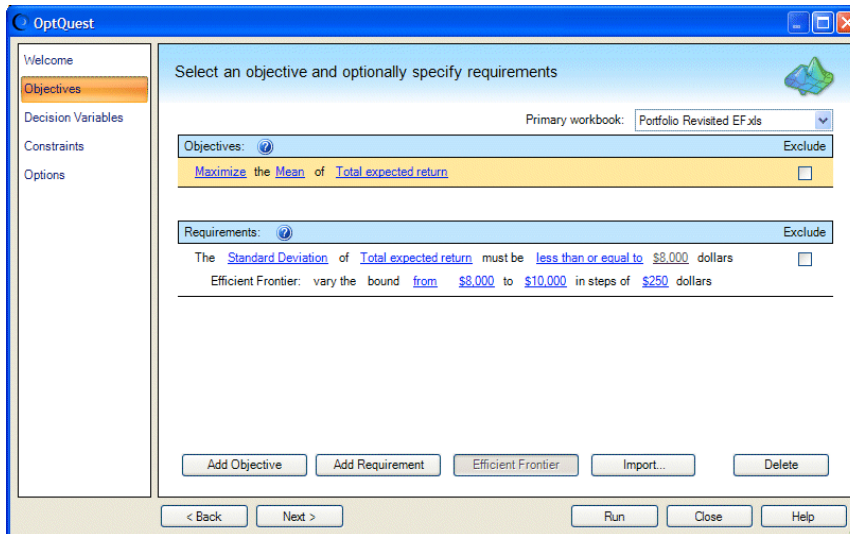 OptQuest
Welcome
Objectives
Decision Variables
Constraints
Options
Select an objective and optionally specify requirements
Primary workbook: Portfolio Revisited EF.xls
Objectives: ? Exclude
Maximize the Mean of Total expected return
Requirements: ? Exclude
The Standard Deviation of Total expected return must be less than or equal to $8,000 dollars
Efficient Frontier: vary the bound from $8,000 to $10,000 in steps of $250 dollars
Add Objective Add Requirement Efficient Frontier Import... Delete
< Back Next > Run Close Help